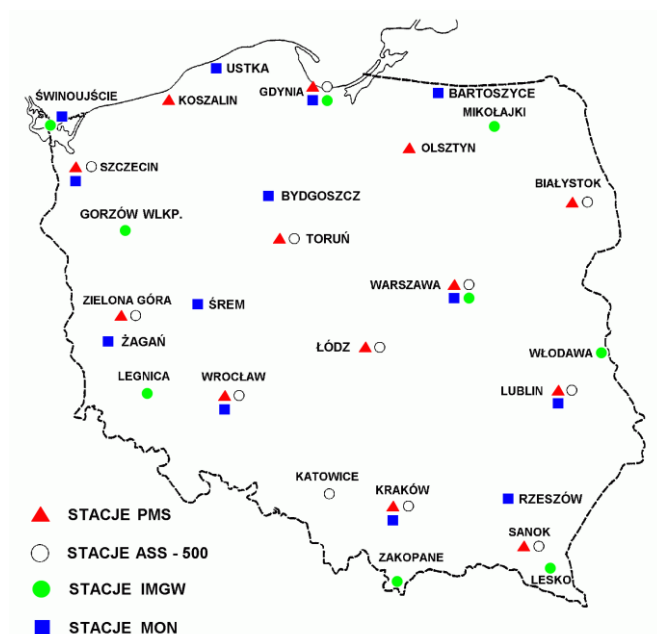 USTKA
ŚWINOUJŚCIE
GDYNIA
BARTOSZYCE
KOSZALIN
MIKOŁAJKI
OLSZTYN
SZCZECIN
BIAŁYSTOK
BYDGOSZCZ
GORZÓW WLKP.
TORUŃ
WARSZAWA
ZIELONA GÓRA
ŚREM
ŻAGAŃ
ŁÓDZ
WŁODAWA
LEGNICA
WROCŁAW
LUBLIN
KATOWICE
KRAKÓW
RZESZÓW
STACJE PMS
SANOK
STACJE ASS - 500
ZAKOPANE
LESKO
STACJE IMGW
STACJE MON